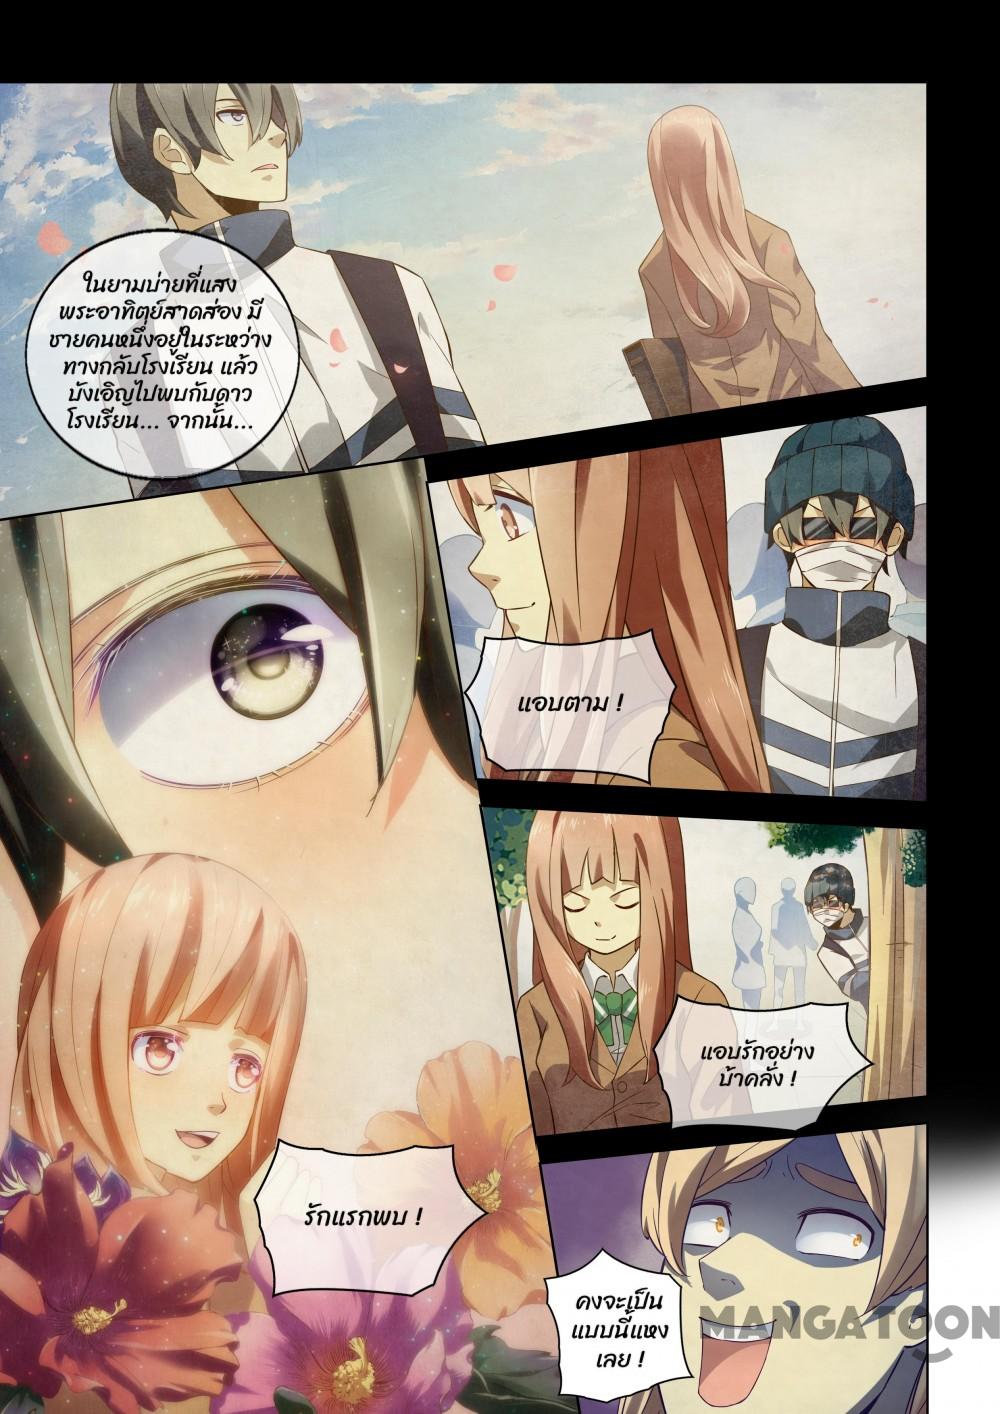 ในยามบ่ายที่แสง
พระอาทิตย์สาดส่อง มี
ชายคนหนึ่งอยู่ในระหว่าง
ทางกลับโรงเรียน แล้ว
บังเอิญไปพบกับดาว
โรงเรียน... จากนั้น...
รักแรกพบ !
แอบตาม !
แอบรักอย่าง
บ้าคลั่ง !
คงจะเป็น
แบบนี้แหง
เลย !
MANGATOON